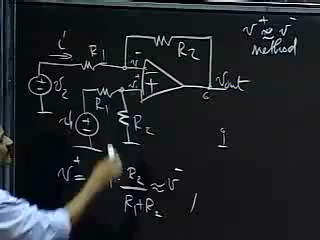 v⁺ ≈ v⁻
method
i
R₁
R₂
v⁻
v₂
+
-
v⁺
vout
R₁
v₁
R₂
v⁺ = · R₂ / R₁+R₂ ≈ v⁻